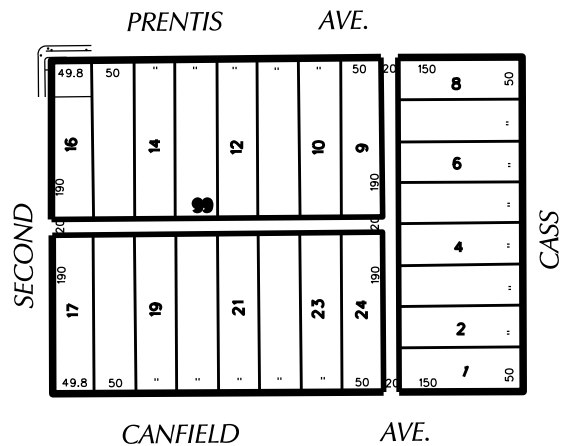 PRENTIS AVE.
49.8 50 " " " " 50 20 150 50
8
"
16 14 12 10 9
6 "
190 99 190
"
20
4 "
SECOND CASS
190 190
"
17 19 21 23 24
2 "
1
49.8 50 " " " " " 50 20 150 50
CANFIELD AVE.